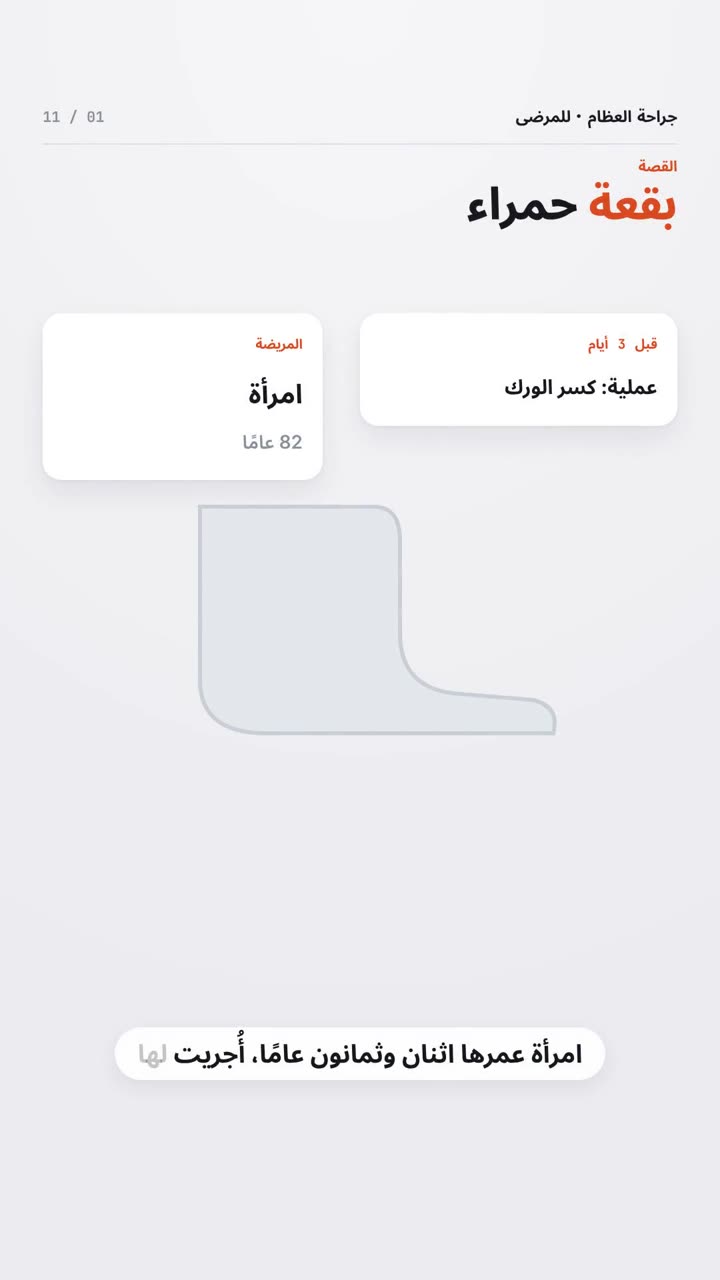 جراحة العظام • للمرضى
01 / 11
القصة
بقعة حمراء
قبل 3 أيام
عملية: كسر الورك
المريضة
امرأة
82 عامًا
امرأة عمرها اثنان وثمانون عامًا، أُجريت لها